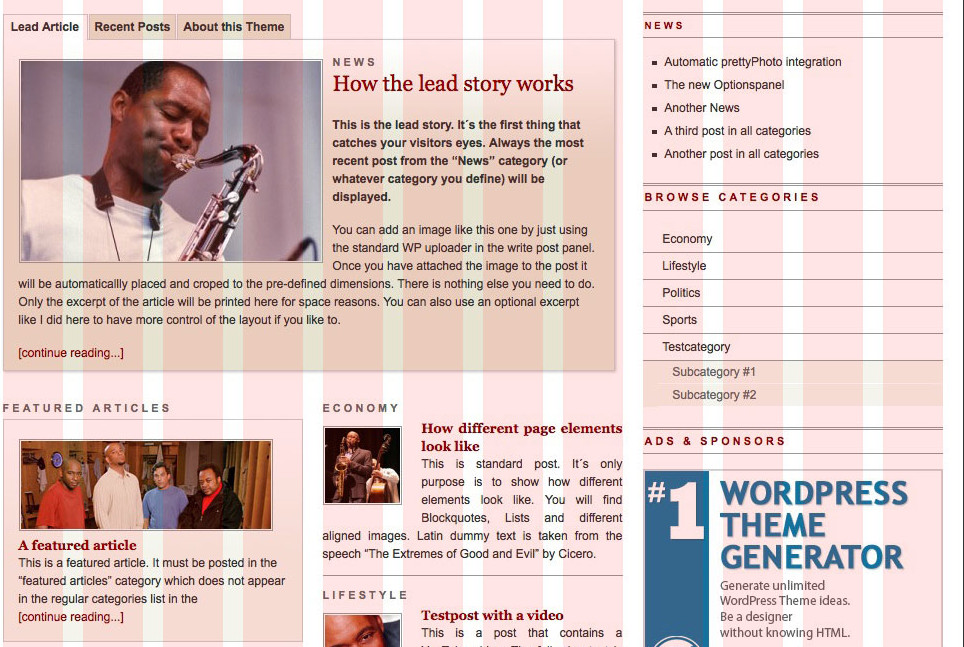 Lead Article
Recent Posts
About this Theme
NEWS
How the lead story works
This is the lead story. It´s the first thing that
catches your visitors eyes. Always the most
recent post from the “News” category (or
whatever category you define) will be
displayed.
You can add an image like this one by just using
the standard WP uploader in the write post panel.
Once you have attached the image to the post it
will be automaticallly placed and croped to the pre-defined dimensions. There is nothing else you need to do.
Only the excerpt of the article will be printed here for space reasons. You can also use an optional excerpt
like I did here to have more control of the layout if you like to.
[continue reading...]
FEATURED ARTICLES
A featured article
This is a featured article. It must be posted in the
“featured articles” category which does not appear
in the regular categories list in the
[continue reading...]
ECONOMY
How different page elements
look like
This is standard post. It´s only
purpose is to show how different
elements look like. You will find
Blockquotes, Lists and different
aligned images. Latin dummy text is taken from the
speech “The Extremes of Good and Evil” by Cicero.
LIFESTYLE
Testpost with a video
This is a post that contains a
NEWS
Automatic prettyPhoto integration
The new Optionspanel
Another News
A third post in all categories
Another post in all categories
BROWSE CATEGORIES
Economy
Lifestyle
Politics
Sports
Testcategory
Subcategory #1
Subcategory #2
ADS & SPONSORS
#1
WORDPRESS
THEME
GENERATOR
Generate unlimited
WordPress Theme ideas.
Be a designer
without knowing HTML.